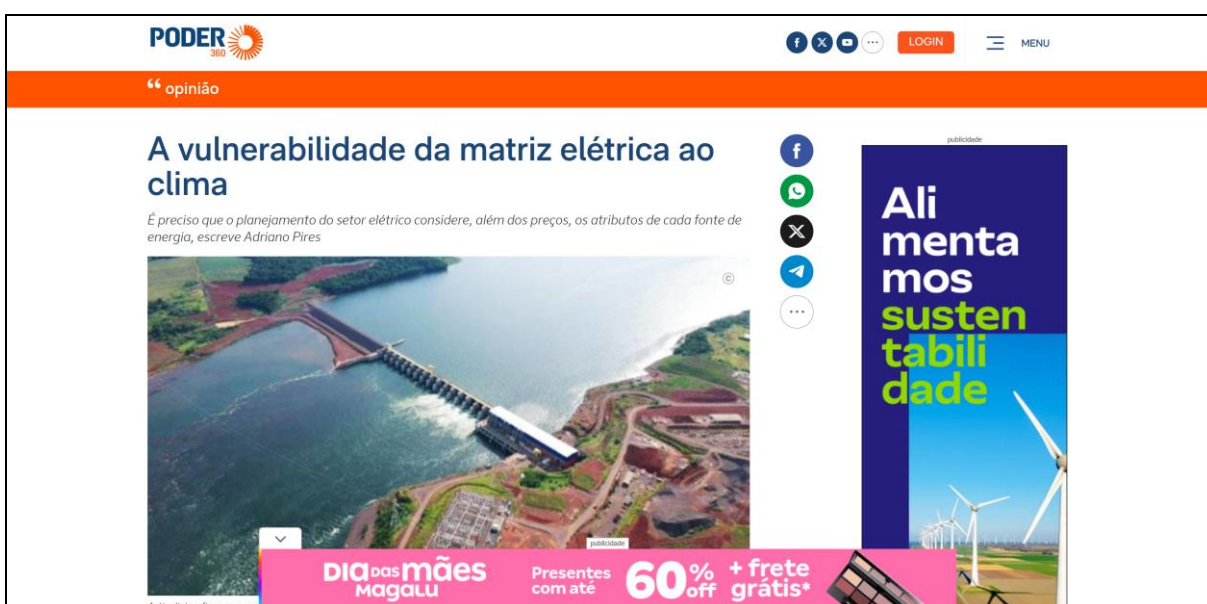 PODER
360
LOGIN
MENU
“ opinião
A vulnerabilidade da matriz elétrica ao
clima
É preciso que o planejamento do setor elétrico considere, além dos preços, os atributos de cada fonte de
energia, escreve Adriano Pires
©
publicidade
Ali
menta
mos
susten
tabili
dade
publicidade
DIA DAS mães
MAGALU
Presentes
com até
60% off
+ frete
grátis*